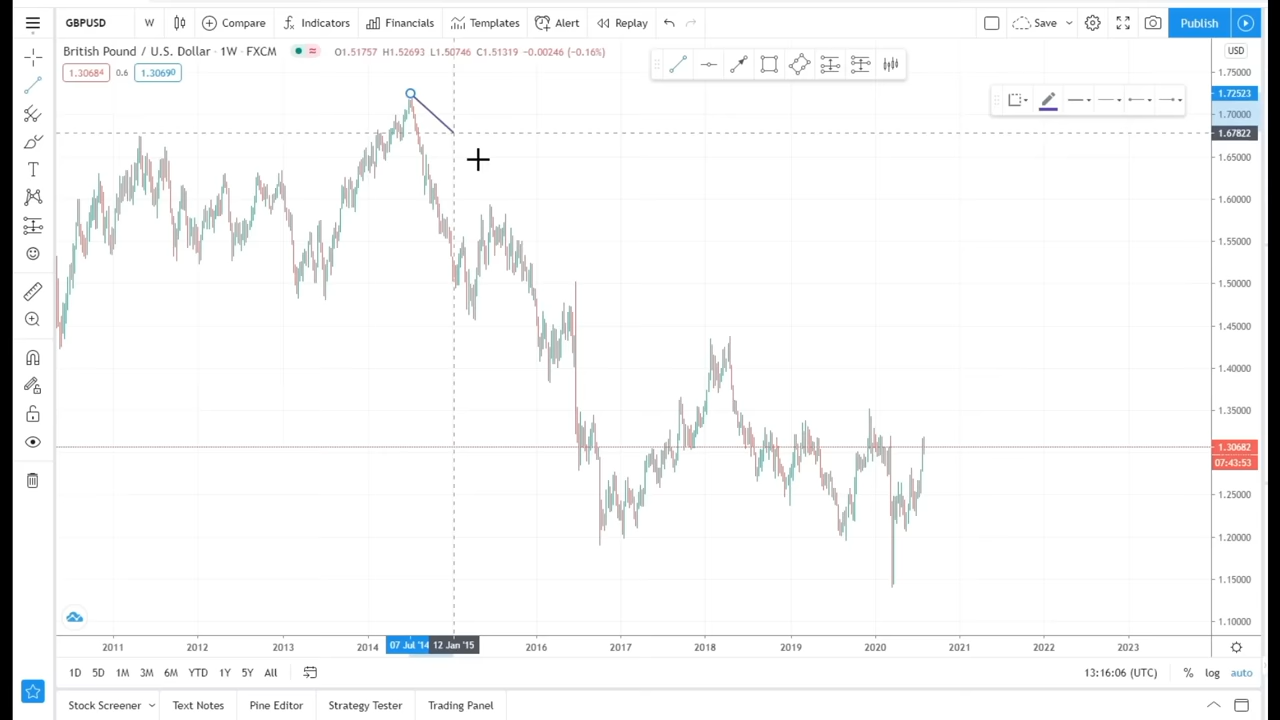 GBPUSD W Compare Indicators Financials Templates Alert Replay Save Publish
British Pound / U.S. Dollar · 1W · FXCM O1.51757 H1.52693 L1.50746 C1.51319 −0.00246 (−0.16%) USD
1.30684 0.6 1.30690
1.75000
1.72523
1.70000
1.67822
1.65000
1.60000
1.55000
1.50000
1.45000
1.40000
1.35000
1.30682
07:43:53
1.25000
1.20000
1.15000
1.10000
2011 2012 2013 2014 07 Jul '14 12 Jan '15 2016 2017 2018 2019 2020 2021 2022 2023
1D 5D 1M 3M 6M YTD 1Y 5Y All 13:16:06 (UTC) % log auto
Stock Screener Text Notes Pine Editor Strategy Tester Trading Panel